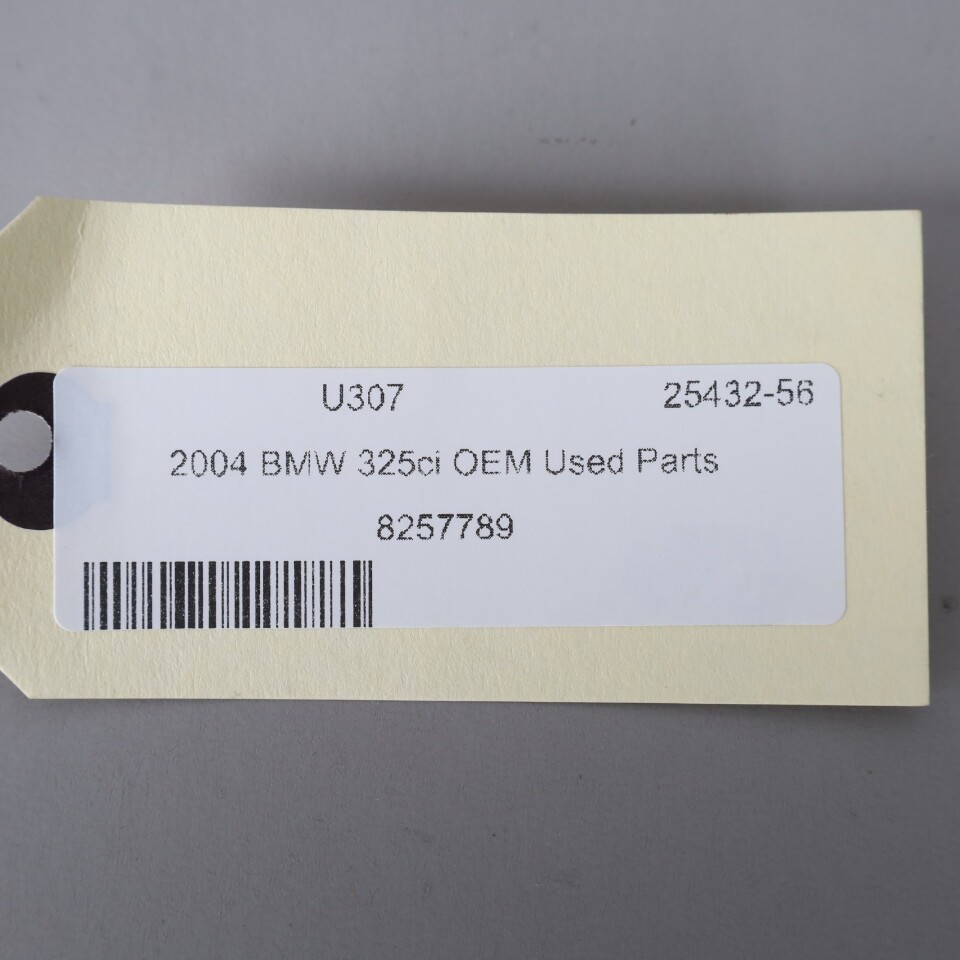 U307 25432-56
2004 BMW 325ci OEM Used Parts
8257789